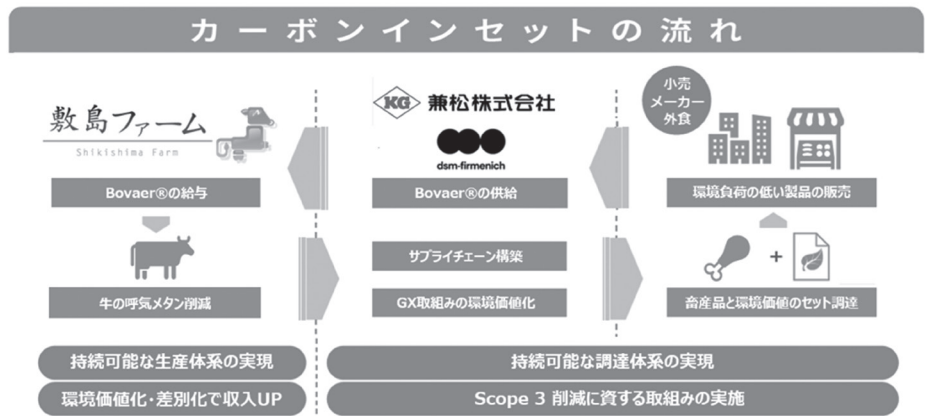 カーボンインセットの流れ
敷島ファーム
Shikishima Farm
Bovaer®の給与
牛の呼気メタン削減
KG 兼松株式会社
dsm-firmenich
Bovaer®の供給
サプライチェーン構築
GX取組みの環境価値化
小売
メーカー
外食
環境負荷の低い製品の販売
+
畜産品と環境価値のセット調達
持続可能な生産体系の実現
環境価値化・差別化で収入UP
持続可能な調達体系の実現
Scope 3 削減に資する取組みの実施